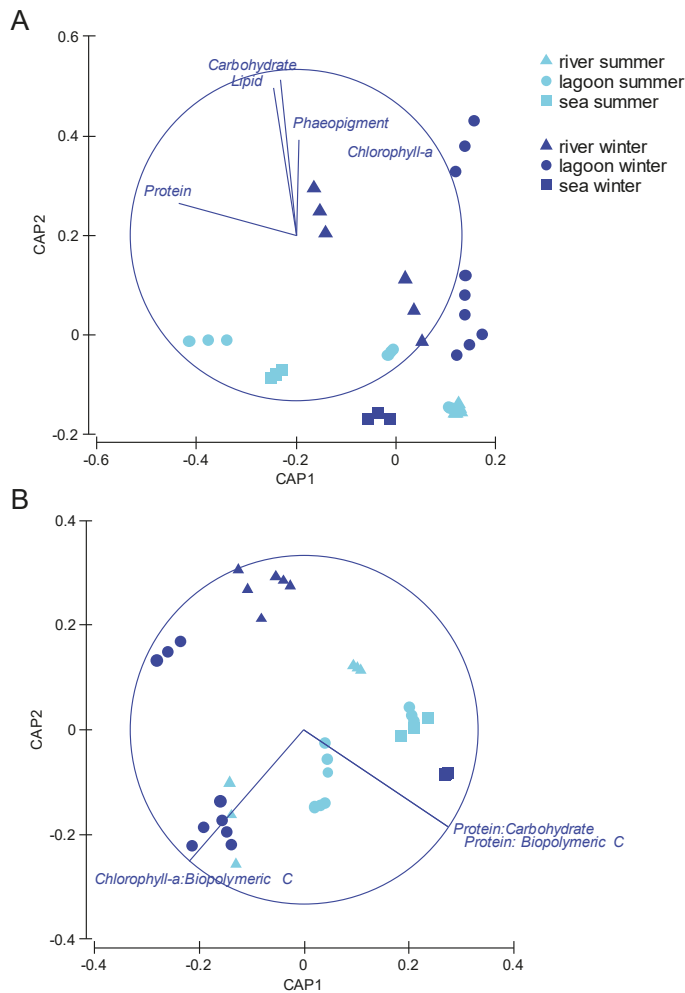 A
0.6
0.4
0.2
0
-0.2
CAP2
-0.6
-0.4
-0.2
0
0.2
CAP1
Carbohydrate
Lipid
Phaeopigment
Chlorophyll-a
Protein
river summer
lagoon summer
sea summer
river winter
lagoon winter
sea winter
B
0.4
0.2
0
-0.2
-0.4
CAP2
-0.4
-0.2
0
0.2
0.4
CAP1
Protein:Carbohydrate
Protein: Biopolymeric C
Chlorophyll-a:Biopolymeric C